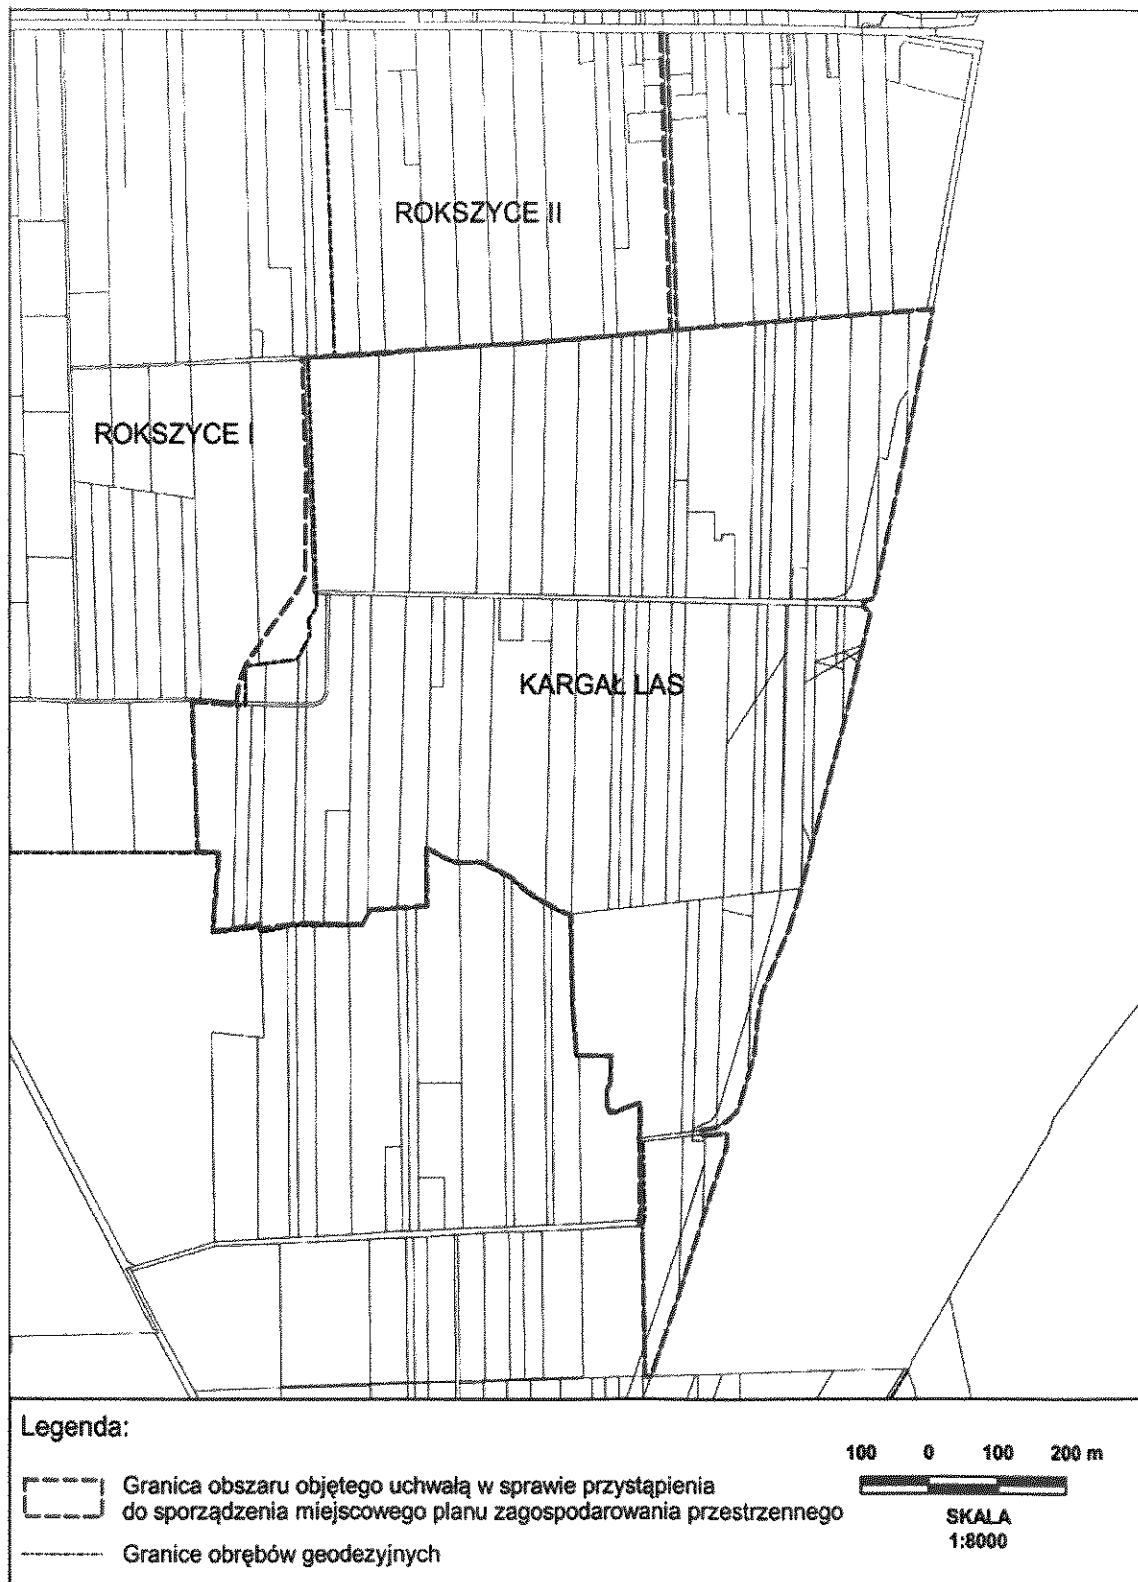 ROKSZYCE II
ROKSZYCE I
KARGAŁ LAS
Legenda:
Granica obszaru objętego uchwałą w sprawie przystąpienia
do sporządzenia miejscowego planu zagospodarowania przestrzennego
Granice obrębów geodezyjnych
100 0 100 200 m
SKALA
1:8000